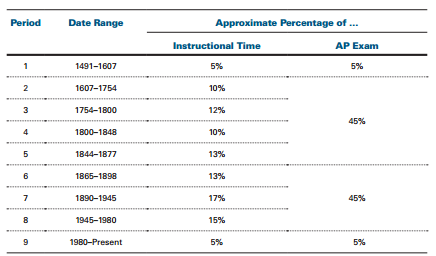 Period Date Range Approximate Percentage of ...
Instructional Time AP Exam
1 1491–1607 5% 5%
2 1607–1754 10%
3 1754–1800 12%
45%
4 1800–1848 10%
5 1844–1877 13%
6 1865–1898 13%
7 1890–1945 17% 45%
8 1945–1980 15%
9 1980–Present 5% 5%